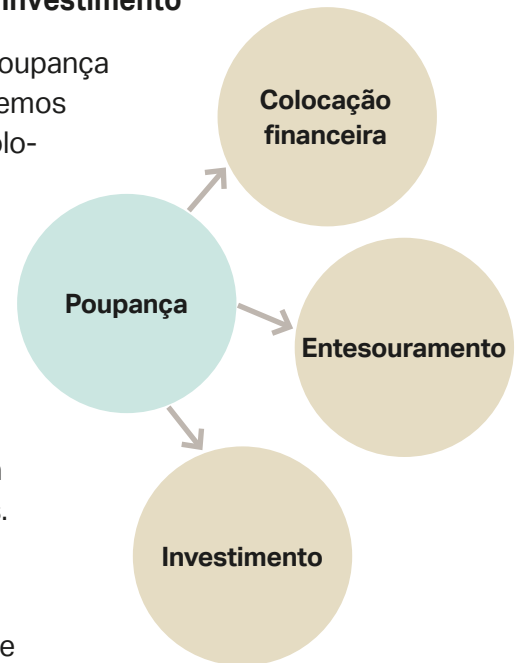 investimento
oupança
emos
olo-
Colocação
financeira
Poupança
Entesouramento
s.
Investimento
e